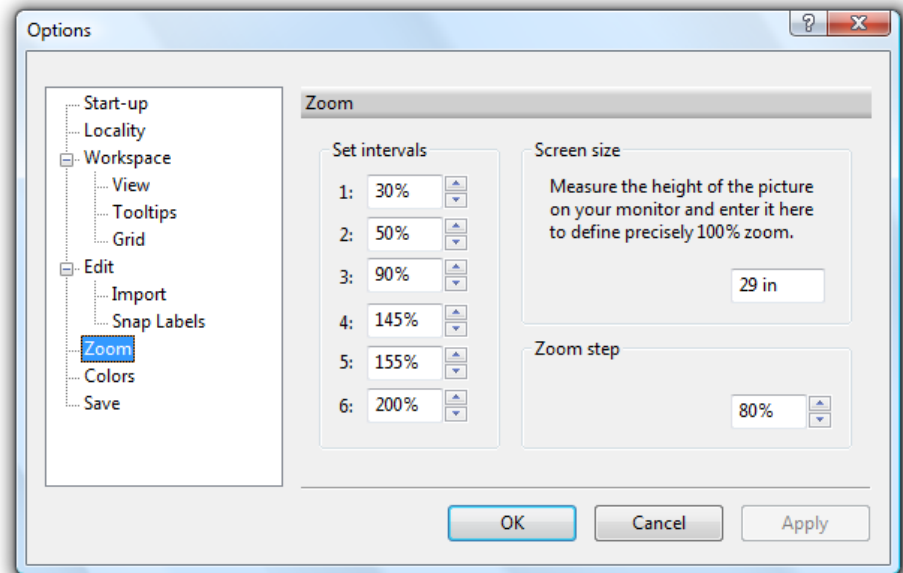 Options
Start-up
Locality
Workspace
View
Tooltips
Grid
Edit
Import
Snap Labels
Zoom
Colors
Save
Zoom
Set intervals
1: 30%
2: 50%
3: 90%
4: 145%
5: 155%
6: 200%
Screen size
Measure the height of the picture
on your monitor and enter it here
to define precisely 100% zoom.
29 in
Zoom step
80%
OK Cancel Apply